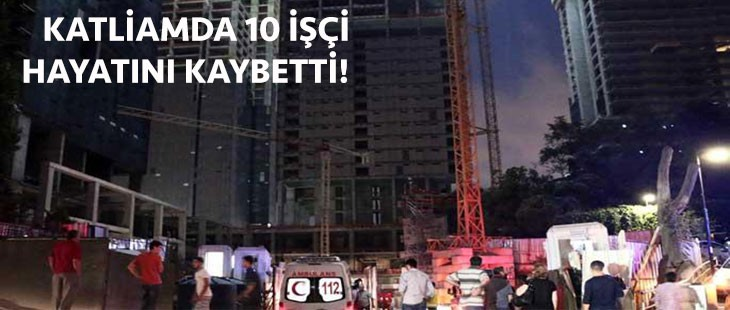 KATLİAMDA 10 İŞÇİ
HAYATINI KAYBETTİ!
AMBULANS
112